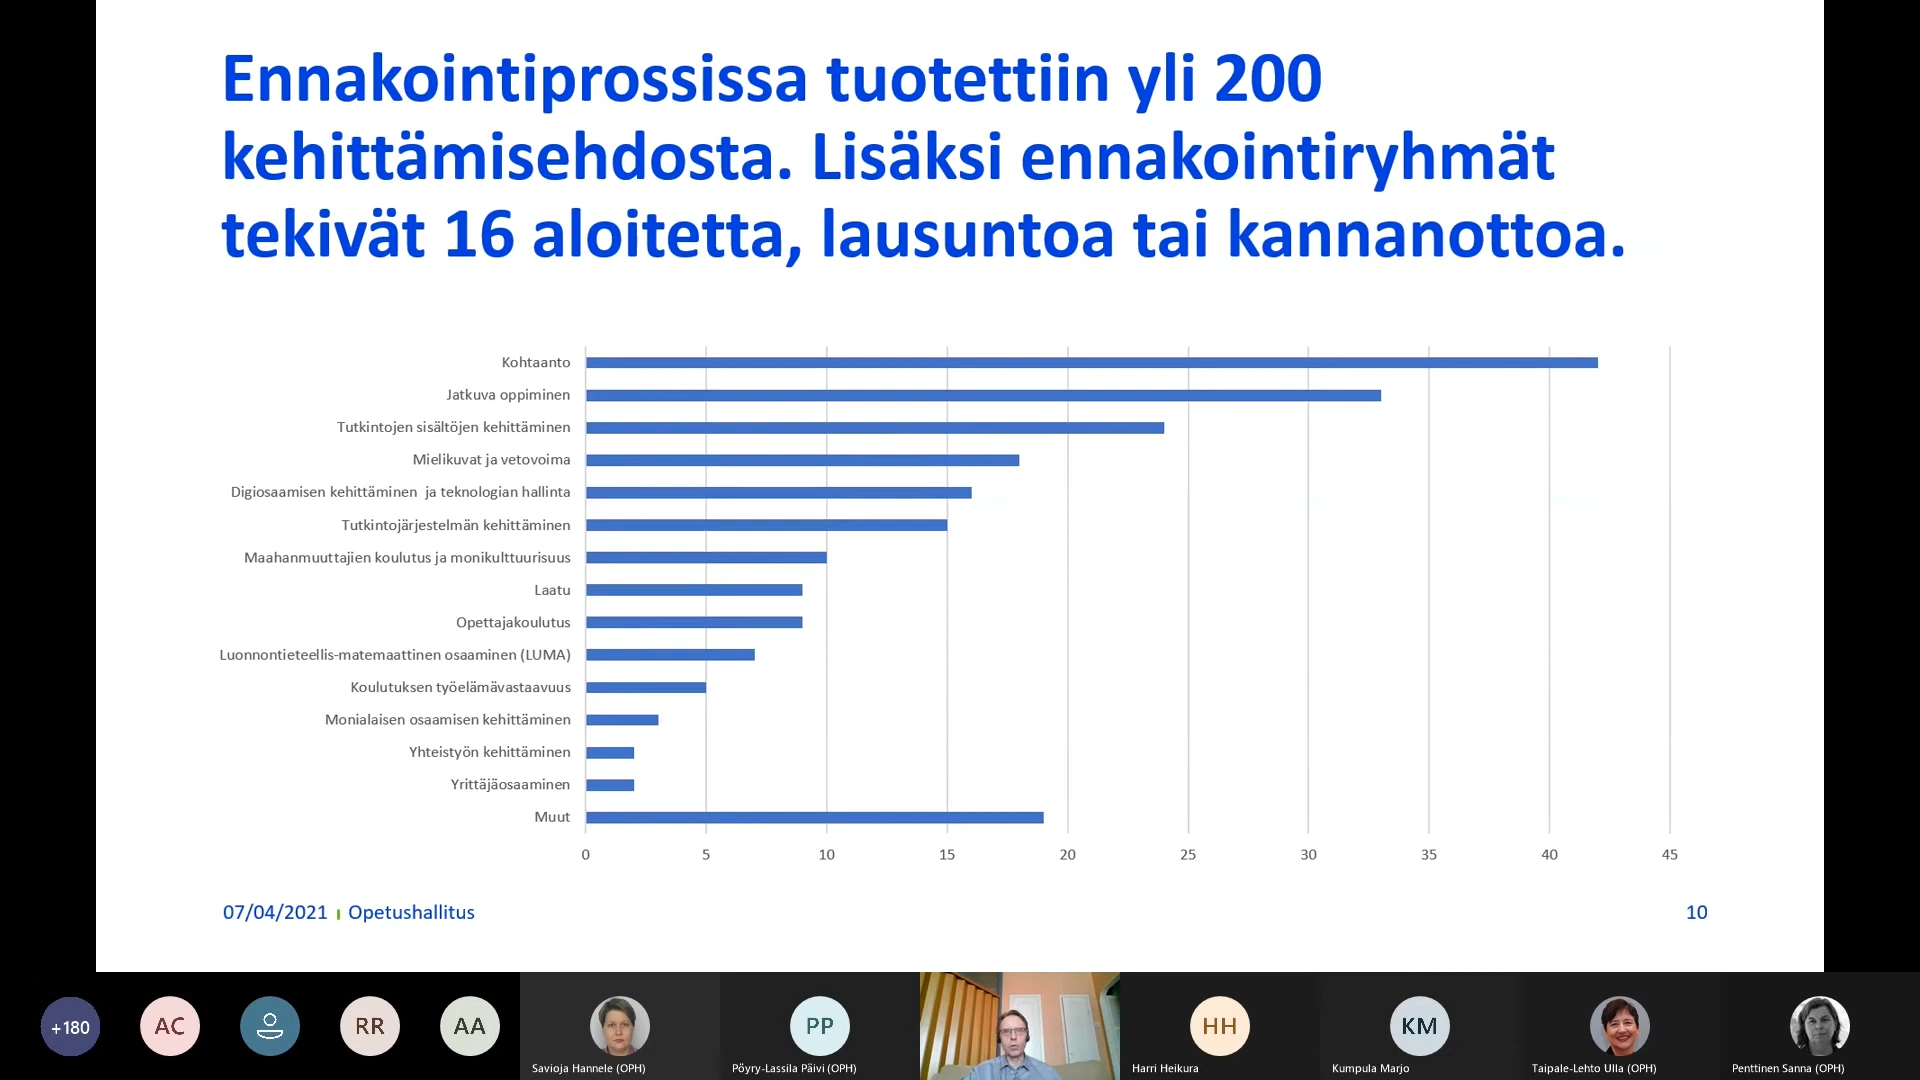 Ennakointiprossissa tuotettiin yli 200
kehittämisehdosta. Lisäksi ennakointiryhmät
tekivät 16 aloitetta, lausuntoa tai kannanottoa.
Kohtaanto
Jatkuva oppiminen
Tutkintojen sisältöjen kehittäminen
Mielikuvat ja vetovoima
Digiosaamisen kehittäminen ja teknologian hallinta
Tutkintojärjestelmän kehittäminen
Maahanmuuttajien koulutus ja monikulttuurisuus
Laatu
Opettajakoulutus
Luonnontieteellis-matemaattinen osaaminen (LUMA)
Koulutuksen työelämävastaavuus
Monialaisen osaamisen kehittäminen
Yhteistyön kehittäminen
Yrittäjäosaaminen
Muut
0 5 10 15 20 25 30 35 40 45
07/04/2021 Opetushallitus 10
+180 AC RR AA PP HH KM
Savioja Hannele (OPH) Pöyry-Lassila Päivi (OPH) Harri Heikura Kumpula Marjo Taipale-Lehto Ulla (OPH) Penttinen Sanna (OPH)